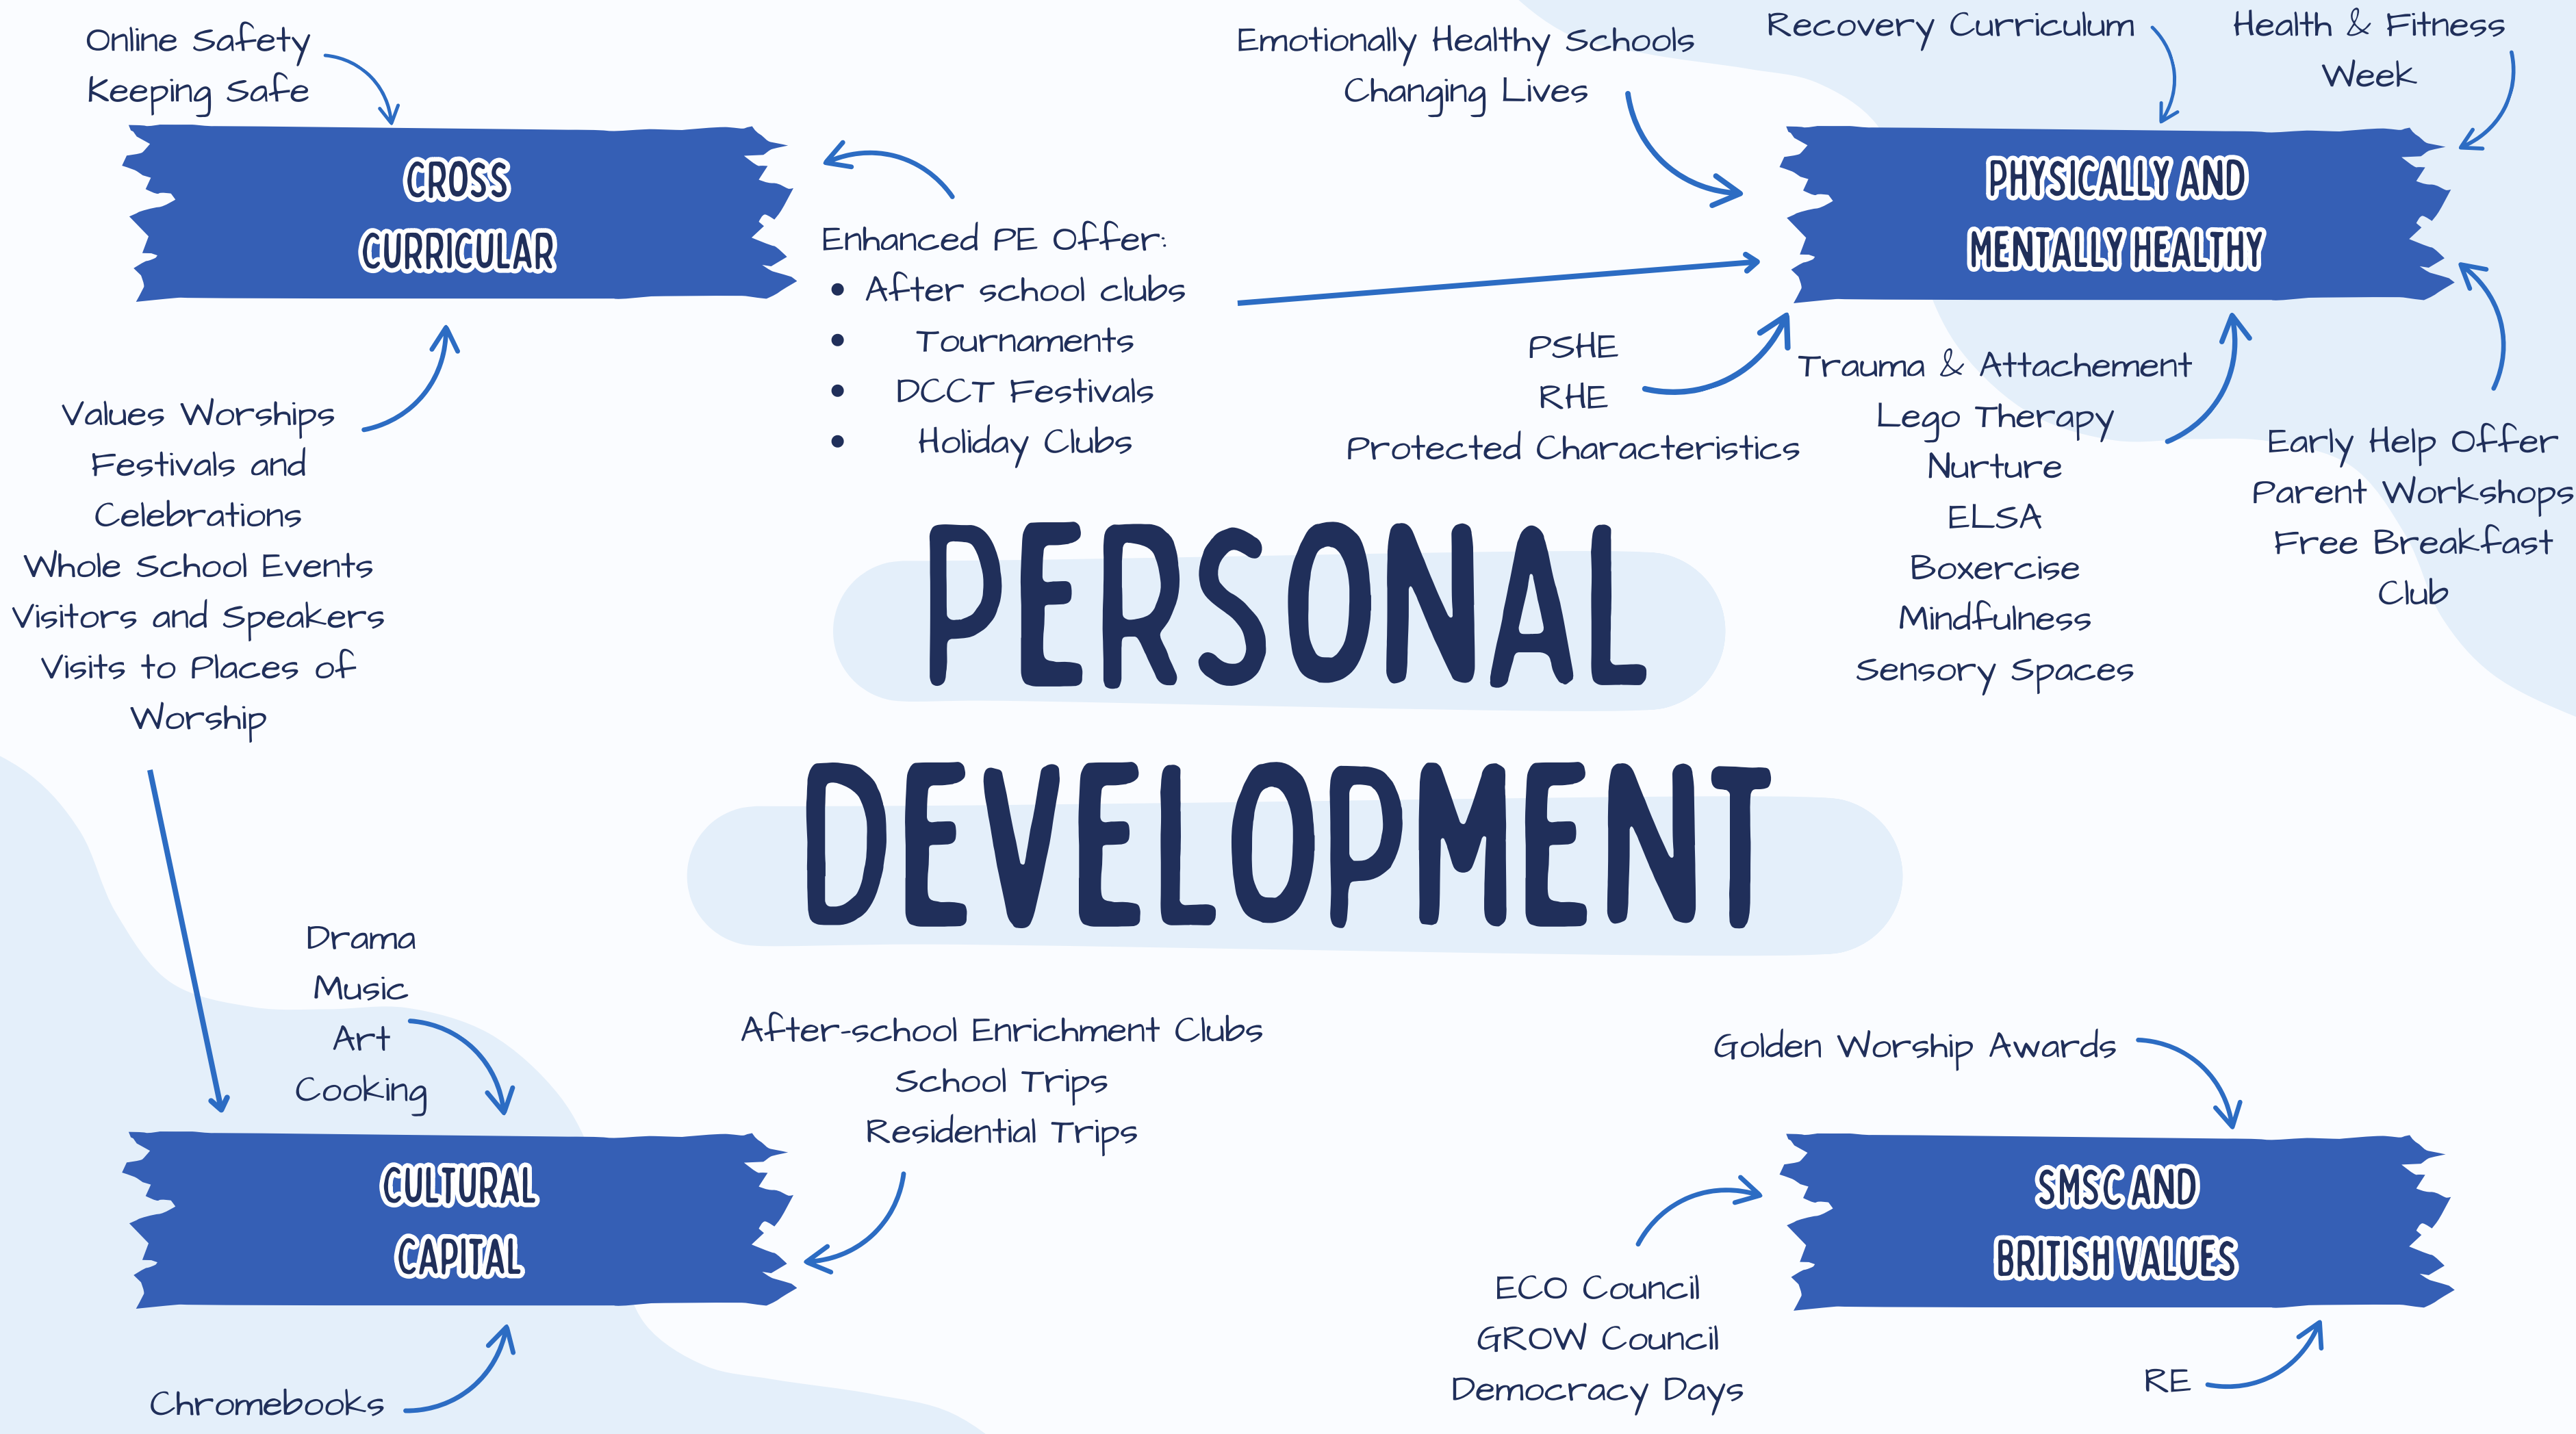 Online Safety
Keeping Safe
CROSS
CURRICULAR
Enhanced PE Offer:
• After school clubs
• Tournaments
• DCCT Festivals
• Holiday Clubs
Values Worships
Festivals and
Celebrations
Whole School Events
Visitors and Speakers
Visits to Places of
Worship
Emotionally Healthy Schools
Changing Lives
Recovery Curriculum
Health & Fitness
Week
PHYSICALLY AND
MENTALLY HEALTHY
PSHE
RHE
Protected Characteristics
Trauma & Attachement
Lego Therapy
Nurture
ELSA
Boxercise
Mindfulness
Sensory Spaces
Early Help Offer
Parent Workshops
Free Breakfast
Club
PERSONAL
DEVELOPMENT
Drama
Music
Art
Cooking
After-school Enrichment Clubs
School Trips
Residential Trips
CULTURAL
CAPITAL
Chromebooks
Golden Worship Awards
SMSC AND
BRITISH VALUES
ECO Council
GROW Council
Democracy Days
RE